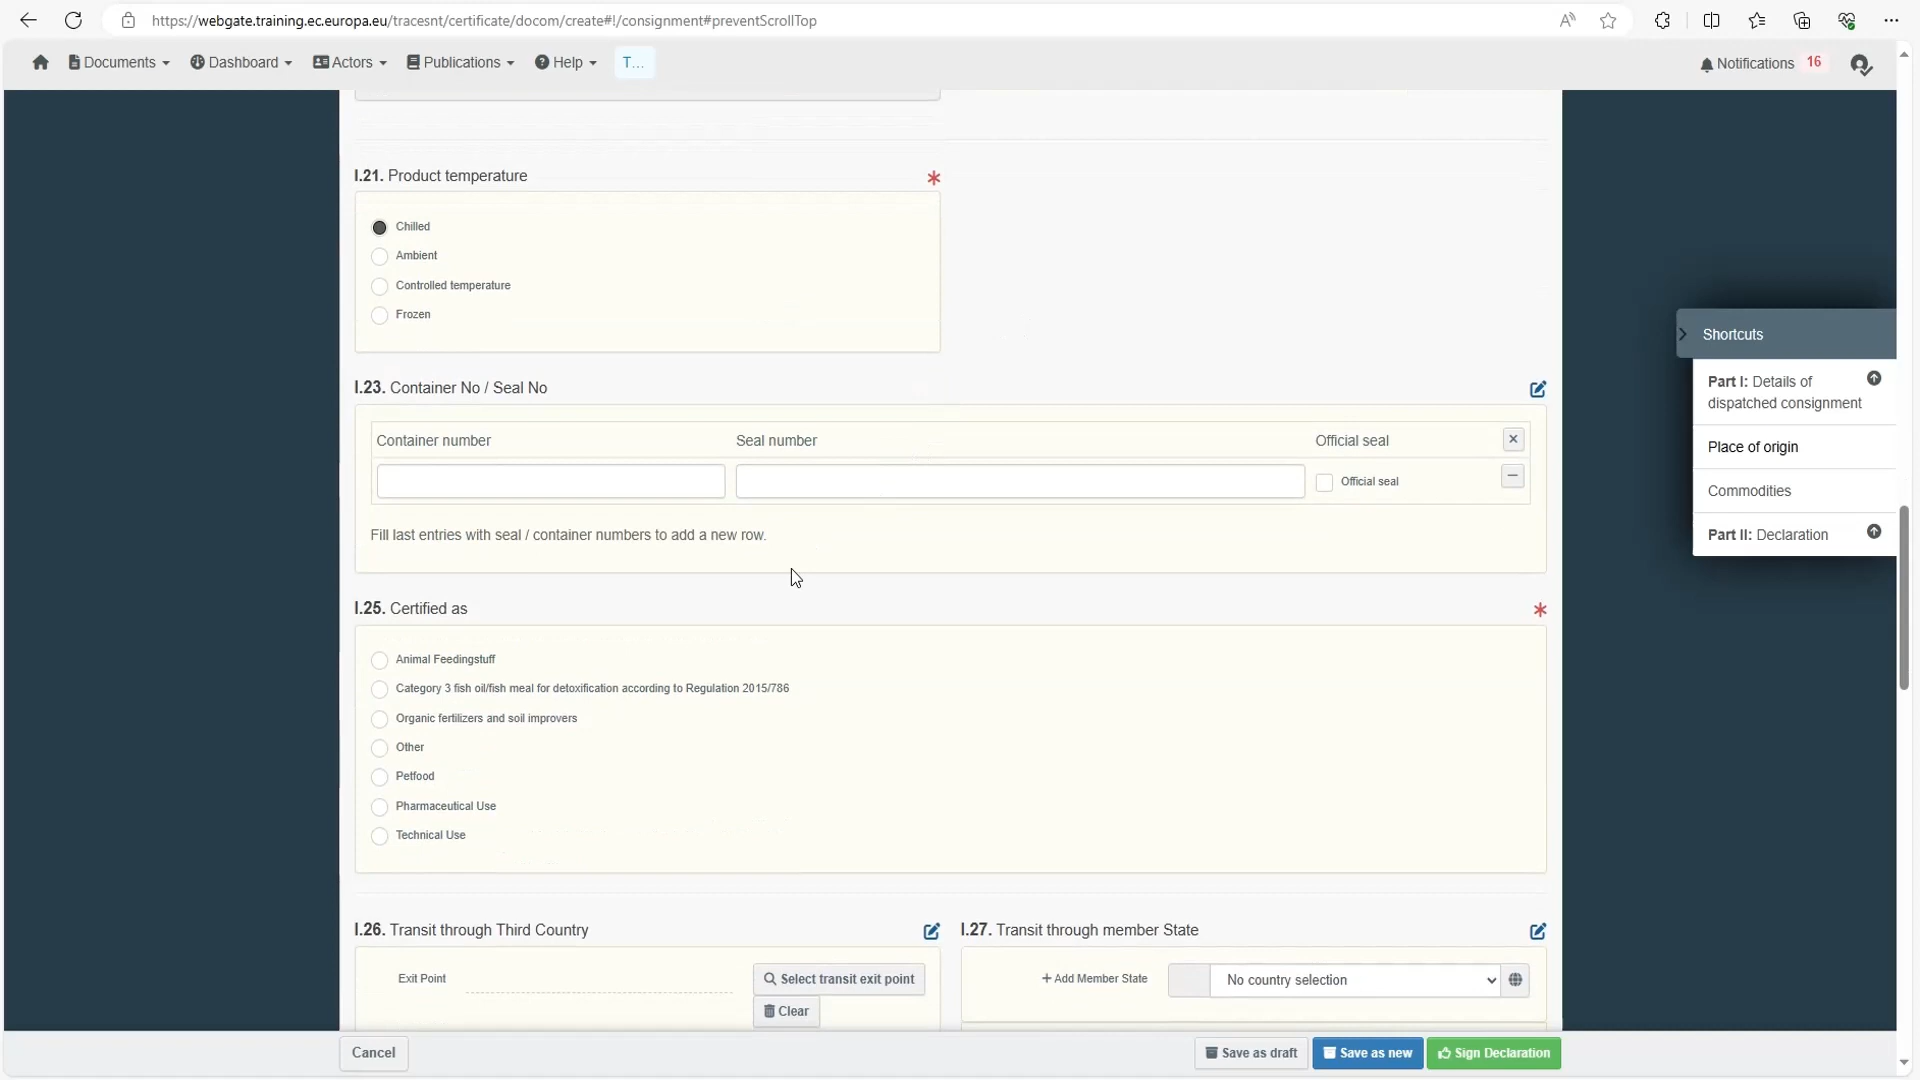 https://webgate.training.ec.europa.eu/tracesnt/certificate/docom/create#!/consignment#preventScrollTop
Documents Dashboard Actors Publications Help T... Notifications 16
I.21. Product temperature *
Chilled
Ambient
Controlled temperature
Frozen
I.23. Container No / Seal No
Container number Seal number Official seal
Official seal
Fill last entries with seal / container numbers to add a new row.
I.25. Certified as *
Animal Feedingstuff
Category 3 fish oil/fish meal for detoxification according to Regulation 2015/786
Organic fertilizers and soil improvers
Other
Petfood
Pharmaceutical Use
Technical Use
I.26. Transit through Third Country
Exit Point Select transit exit point
Clear
I.27. Transit through member State
+ Add Member State No country selection
Shortcuts
Part I: Details of
dispatched consignment
Place of origin
Commodities
Part II: Declaration
Cancel Save as draft Save as new Sign Declaration